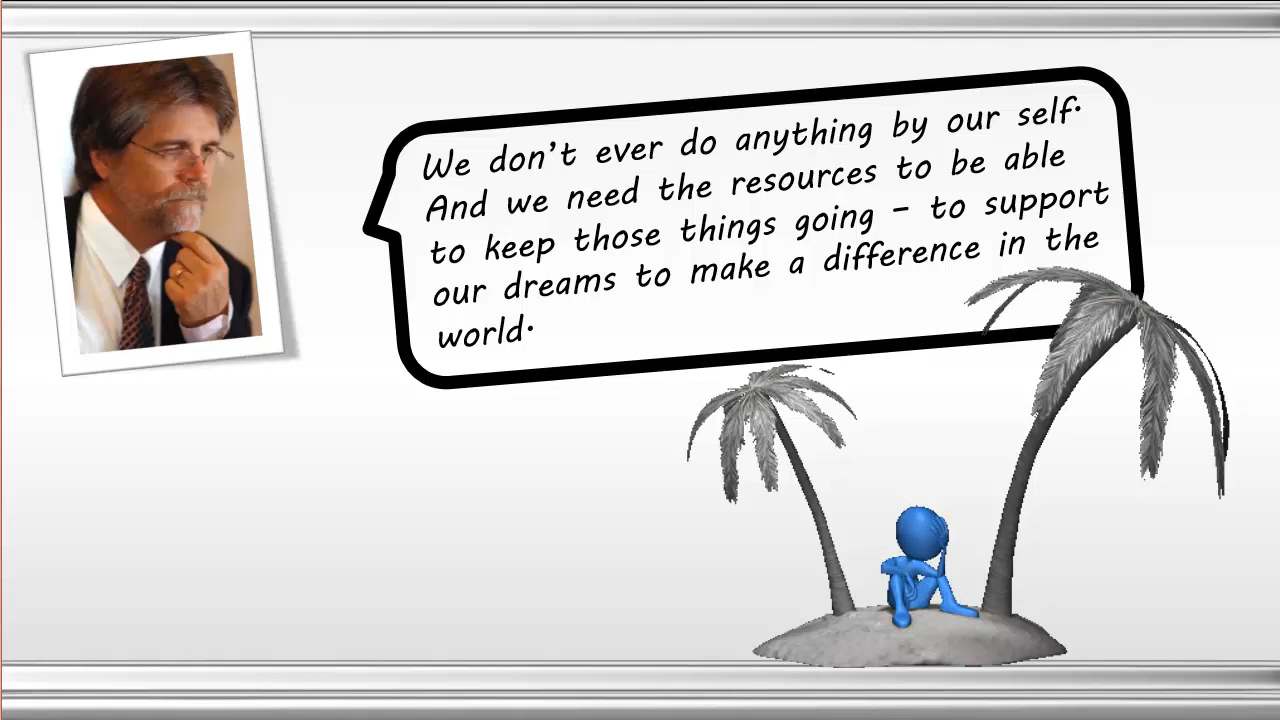 We don’t ever do anything by our self.
And we need the resources to be able
to keep those things going – to support
our dreams to make a difference in the
world.